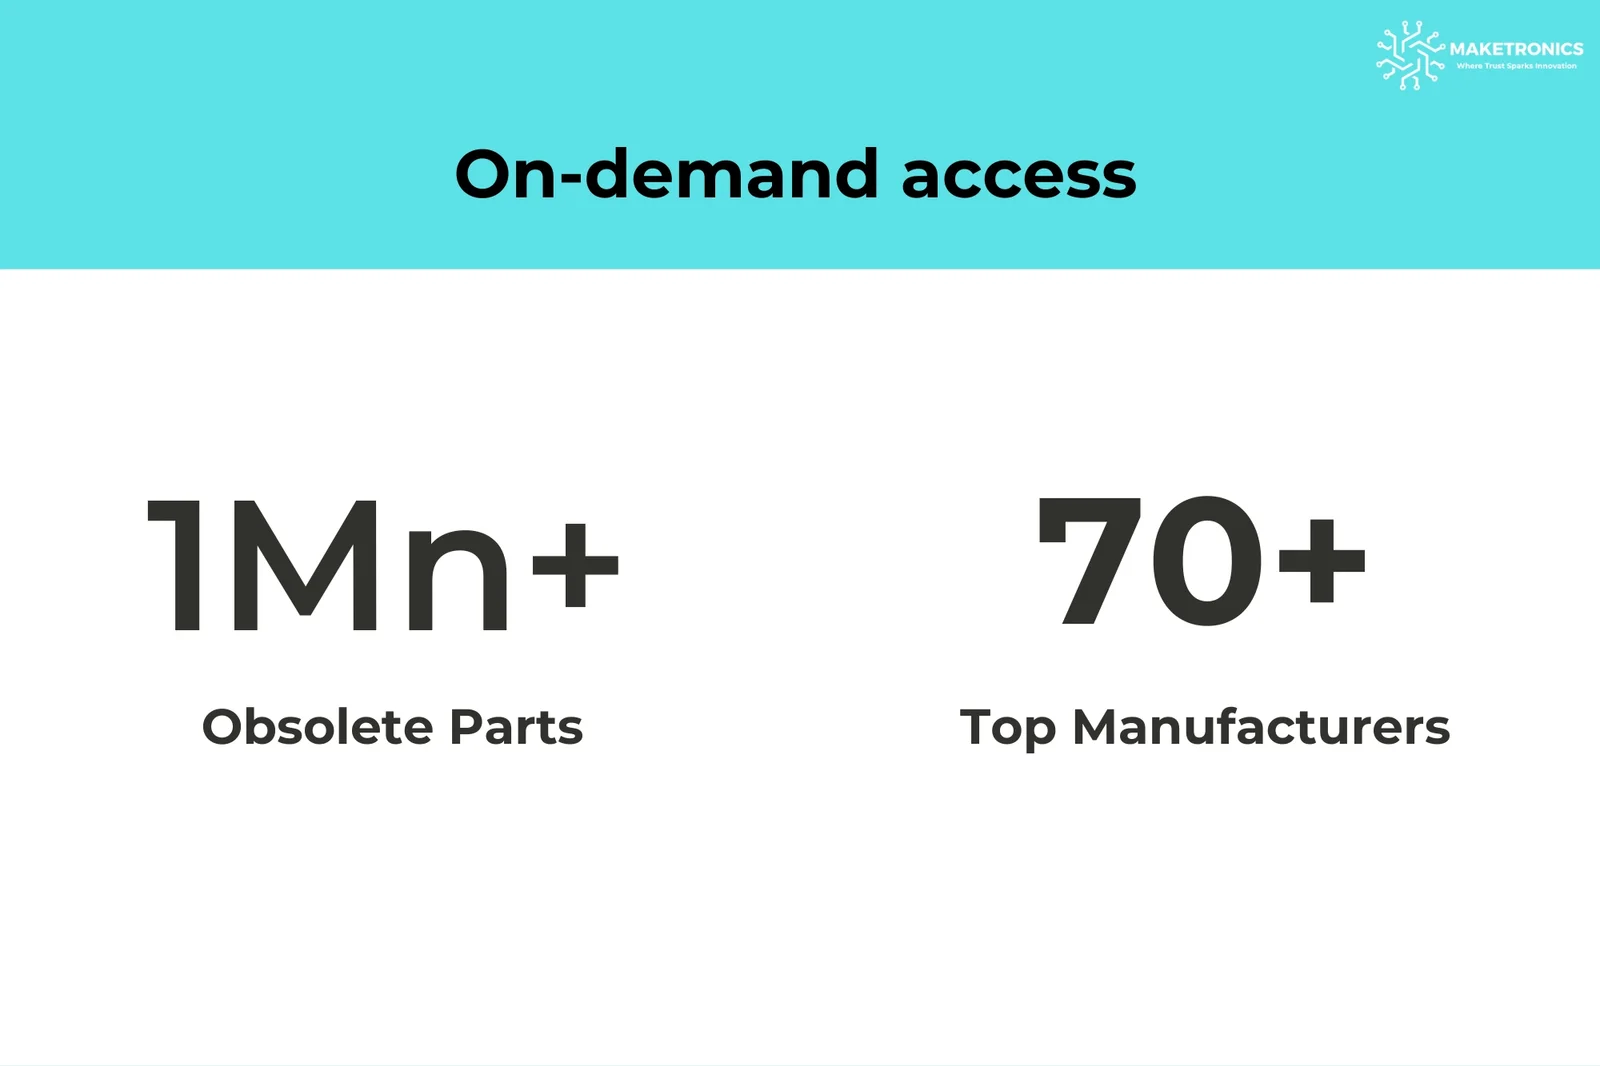 MAKETRONICS
Where Trust Sparks Innovation
On-demand access
1Mn+
70+
Obsolete Parts
Top Manufacturers